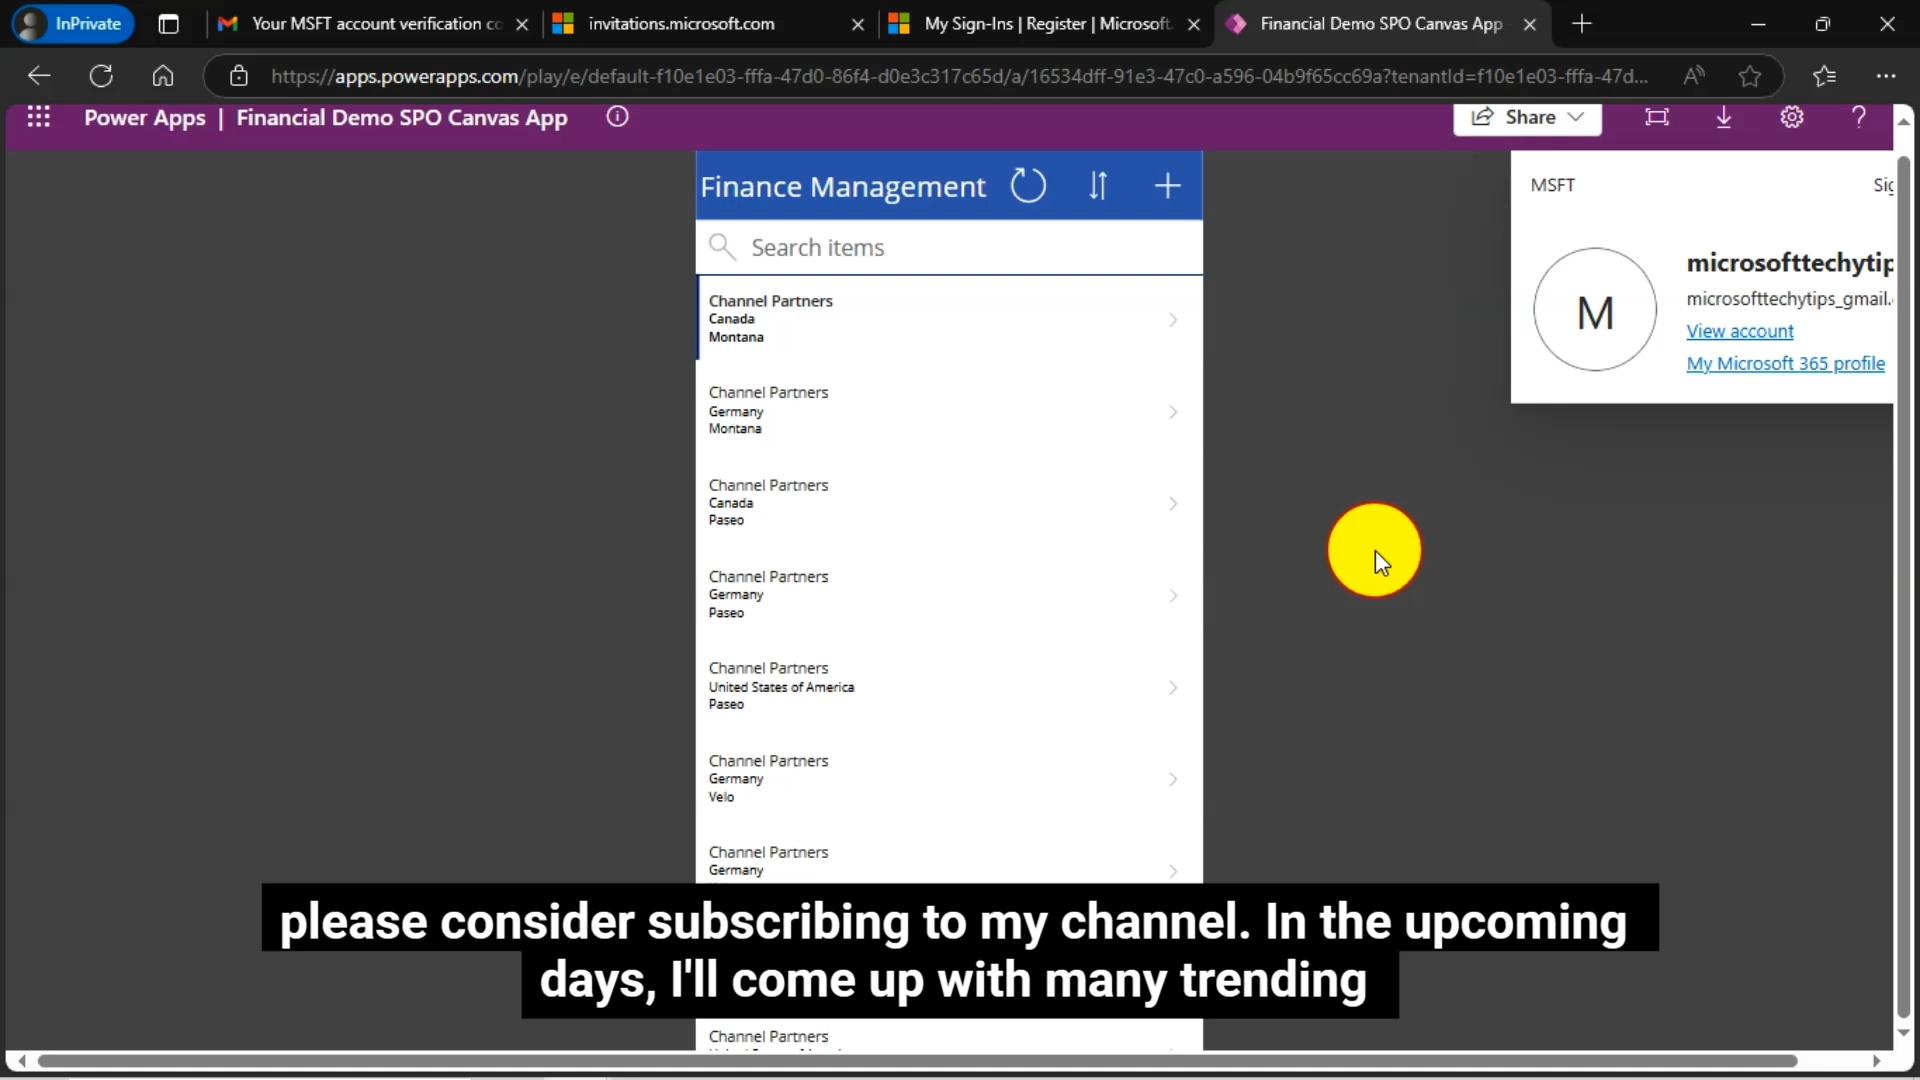 InPrivate
Your MSFT account verification co
invitations.microsoft.com
My Sign-Ins | Register | Microsoft.
Financial Demo SPO Canvas App
https://apps.powerapps.com/play/e/default-f10e1e03-fffa-47d0-86f4-d0e3c317c65d/a/16534dff-91e3-47c0-a596-04b9f65cc69a?tenantId=f10e1e03-fffa-47d...
Power Apps | Financial Demo SPO Canvas App
Share
Finance Management
Search items
Channel Partners
Canada
Montana
Channel Partners
Germany
Montana
Channel Partners
Canada
Paseo
Channel Partners
Germany
Paseo
Channel Partners
United States of America
Paseo
Channel Partners
Germany
Velo
Channel Partners
Germany
Channel Partners
MSFT
Sig
M
microsofttechytip
microsofttechytips_gmail.
View account
My Microsoft 365 profile
please consider subscribing to my channel. In the upcoming
days, I'll come up with many trending